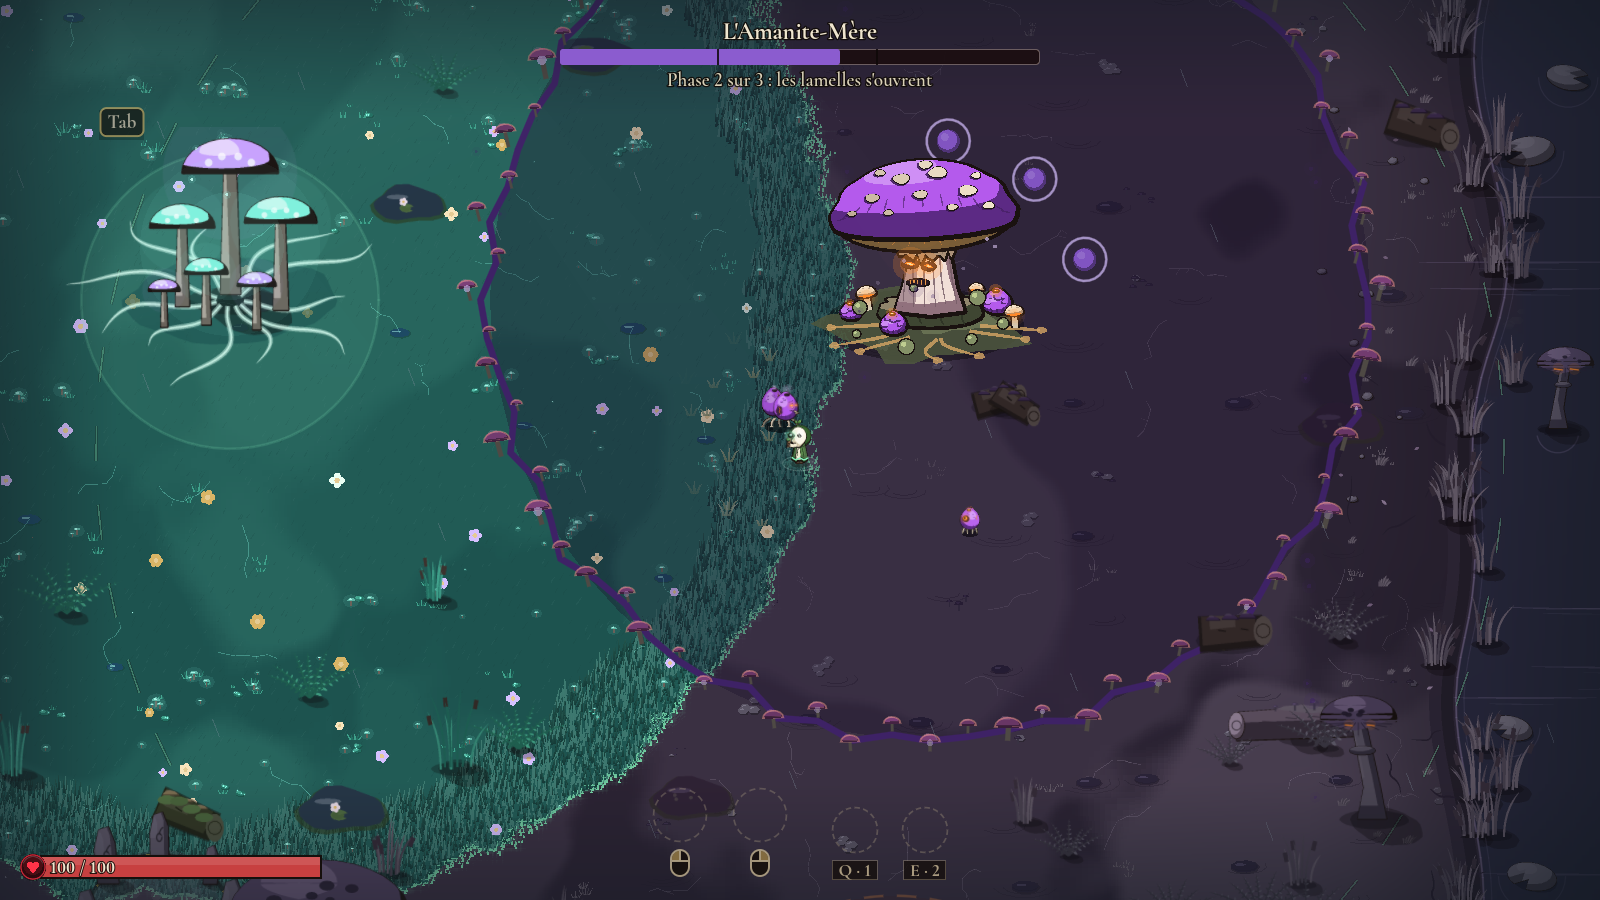 L'Amanite-Mère
Phase 2 sur 3 : les lamelles s'ouvrent
Tab
100 / 100
Q · 1
E · 2